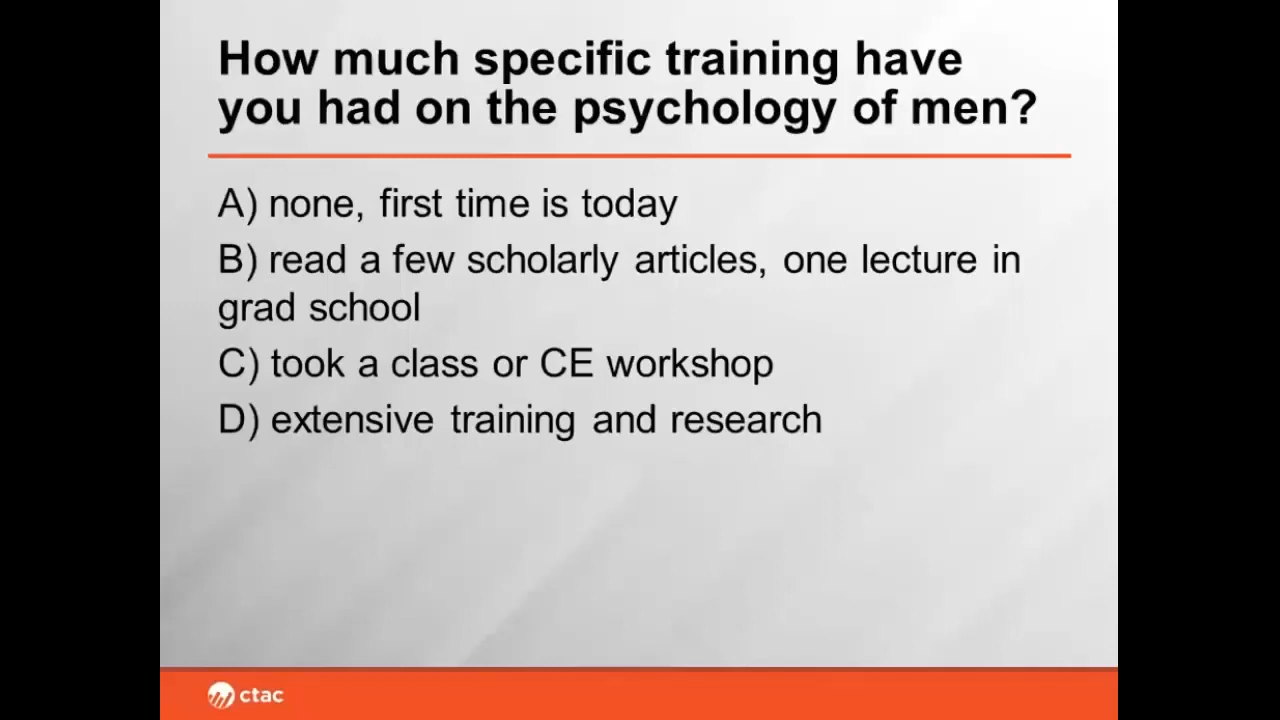 How much specific training have
you had on the psychology of men?
A) none, first time is today
B) read a few scholarly articles, one lecture in
grad school
C) took a class or CE workshop
D) extensive training and research
ctac